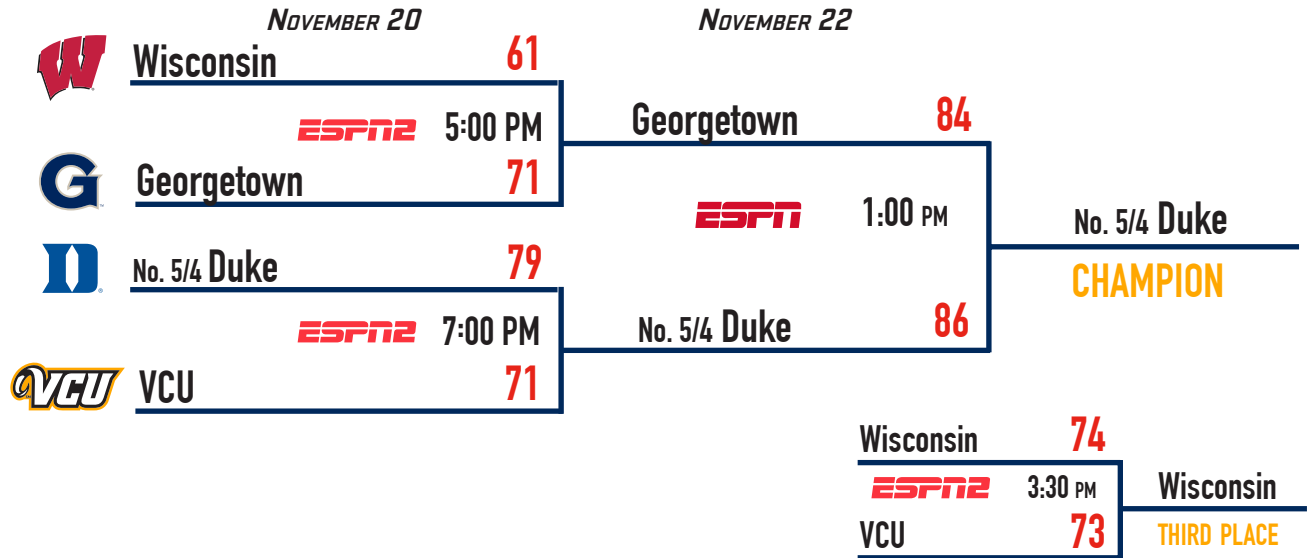 November 20
November 22
W
Wisconsin 61
ESPN2 5:00 PM
G
Georgetown 71
Georgetown 84
ESPN 1:00 PM
D
No. 5/4 Duke 79
No. 5/4 Duke
CHAMPION
ESPN2 7:00 PM
No. 5/4 Duke 86
VCU
VCU 71
Wisconsin 74
ESPN2 3:30 PM
Wisconsin
THIRD PLACE
VCU 73